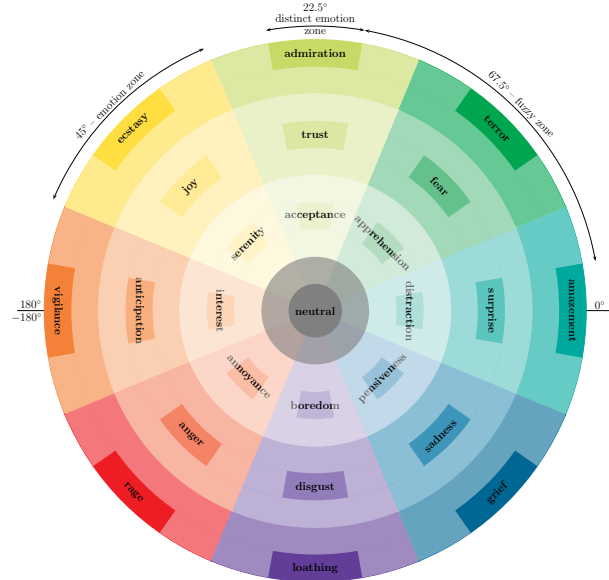 22.5°
distinct emotion
zone
45° – emotion zone
67.5° – fuzzy zone
admiration
ecstasy
terror
trust
joy
fear
acceptance
serenity
apprehension
180°
−180°
vigilance
anticipation
interest
neutral
distraction
surprise
amazement
0°
annoyance
pensiveness
boredom
anger
sadness
disgust
rage
grief
loathing